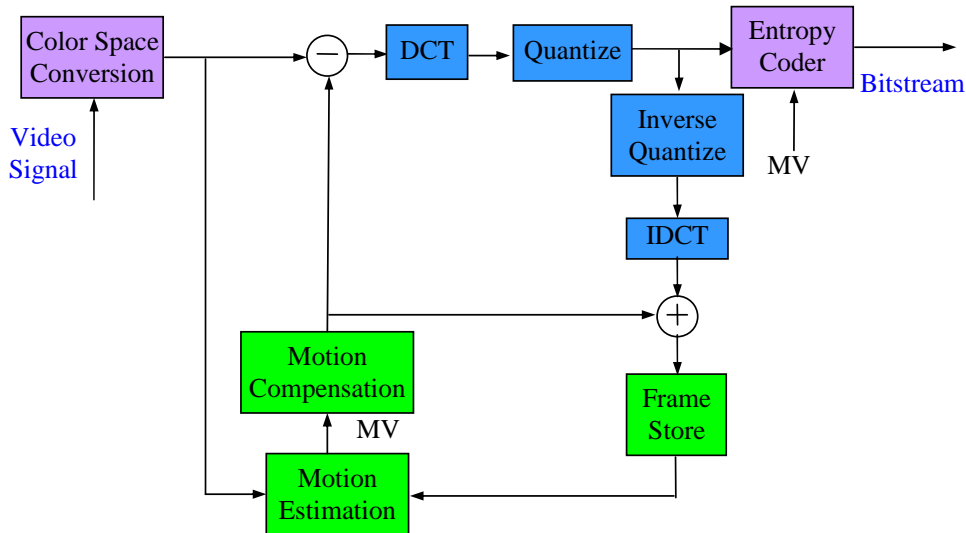 Color Space
Conversion
−
DCT
Quantize
Entropy
Coder
Bitstream
Video
Signal
Inverse
Quantize
MV
IDCT
+
Motion
Compensation
Frame
Store
MV
Motion
Estimation